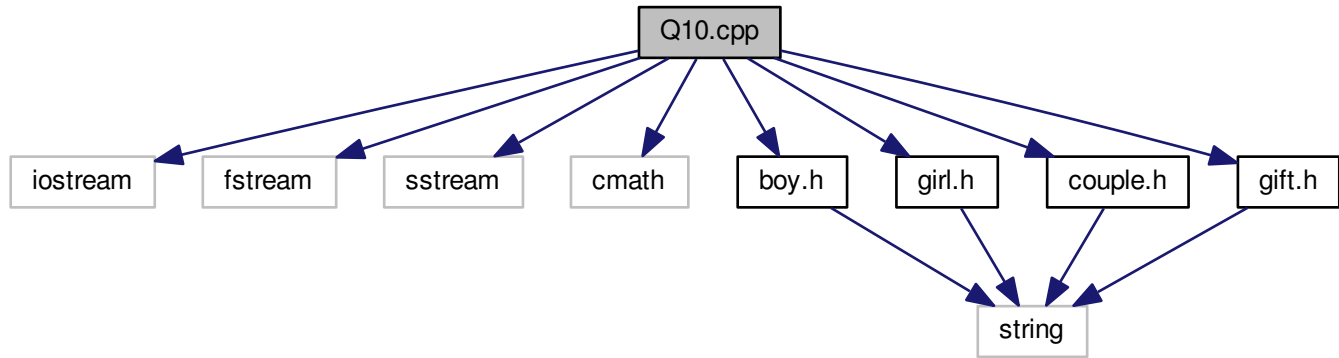 Q10.cpp
iostream
fstream
sstream
cmath
boy.h
girl.h
couple.h
gift.h
string